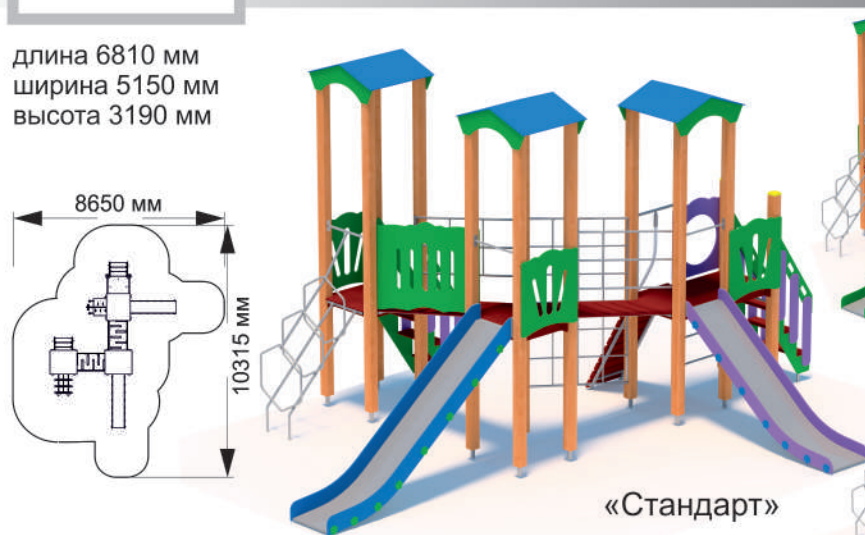 длина 6810 мм
ширина 5150 мм
высота 3190 мм
8650 мм
10315 мм
«Стандарт»